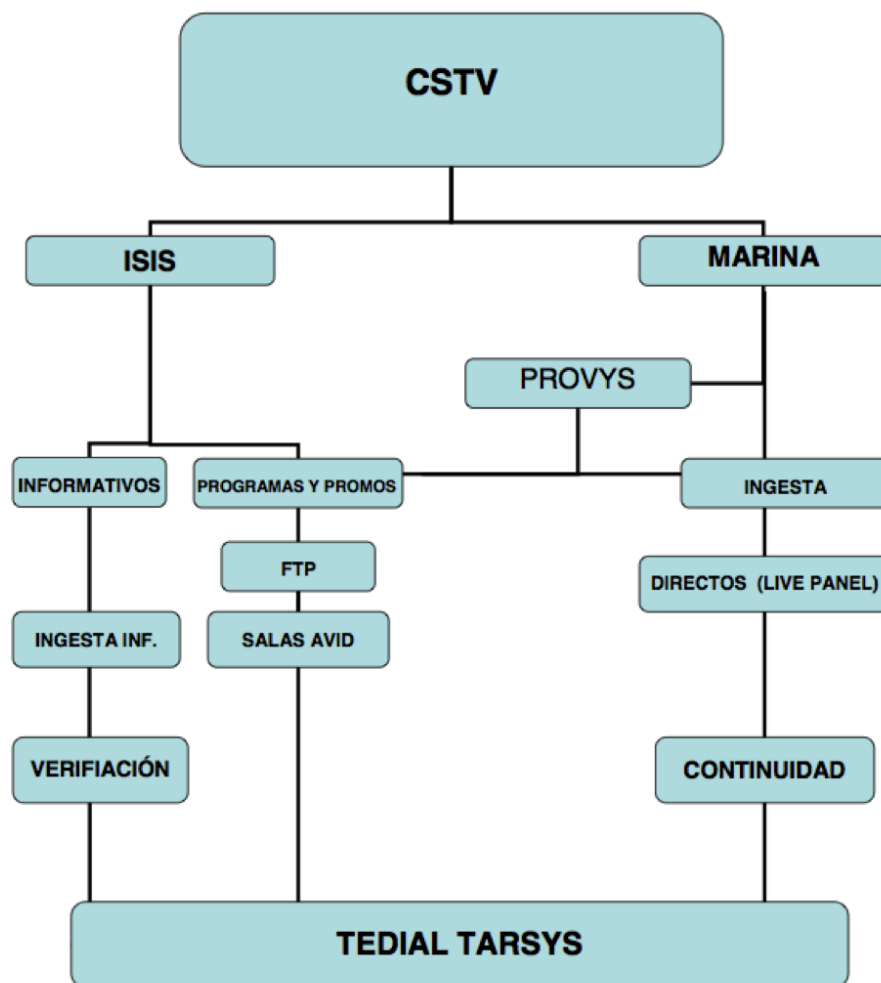 CSTV
ISIS
MARINA
PROVYS
INFORMATIVOS
PROGRAMAS Y PROMOS
INGESTA
FTP
DIRECTOS (LIVE PANEL)
INGESTA INF.
SALAS AVID
VERIFIACIÓN
CONTINUIDAD
TEDIAL TARSYS